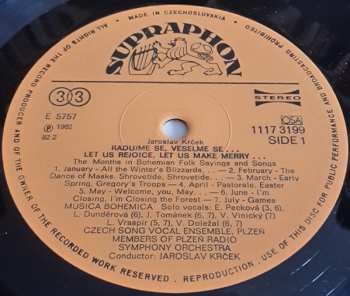 MADE IN CZECHOSLOVAKIA
ALL RIGHTS OF THE RECORD PRODUCER AND OF THE OWNER OF THE RECORDED WORK RESERVED. REPRODUCTION. USE OF THIS DISC FOR PUBLIC PERFORMANCE AND BROADCASTING PROHIBITED
SUPRAPHON
33
STEREO
E 5757
℗ 1982
82.2
OSA
1117 3199
SIDE 1
Jaroslav Krček
RADUJME SE, VESELME SE...
LET US REJOICE, LET US MAKE MERRY...
The Months in Bohemian Folk Sayings and Songs
1. January - All the Winter's Blizzards, ... 2. February - The
Dance of Masks, Shrovetide, Shrovetide... 3. March - Early
Spring, Gregory's Troops - 4. April - Pastorale, Easter
5. May - Welcome, you May... - 6. June - I'm
Closing, I'm Closing the Forest - 7. July - Games
MUSICA BOHEMICA Solo vocals: E. Pecková (3, 6)
L. Dunděrová (6), J. Tománek (6, 7), V. Vinický (7)
L. Vraspír (5, 7), V. Doležal (6, 7)
CZECH SONG VOCAL ENSEMBLE, PLZEŇ
MEMBERS OF PLZEŇ RADIO
SYMPHONY ORCHESTRA
Conductor: JAROSLAV KRČEK